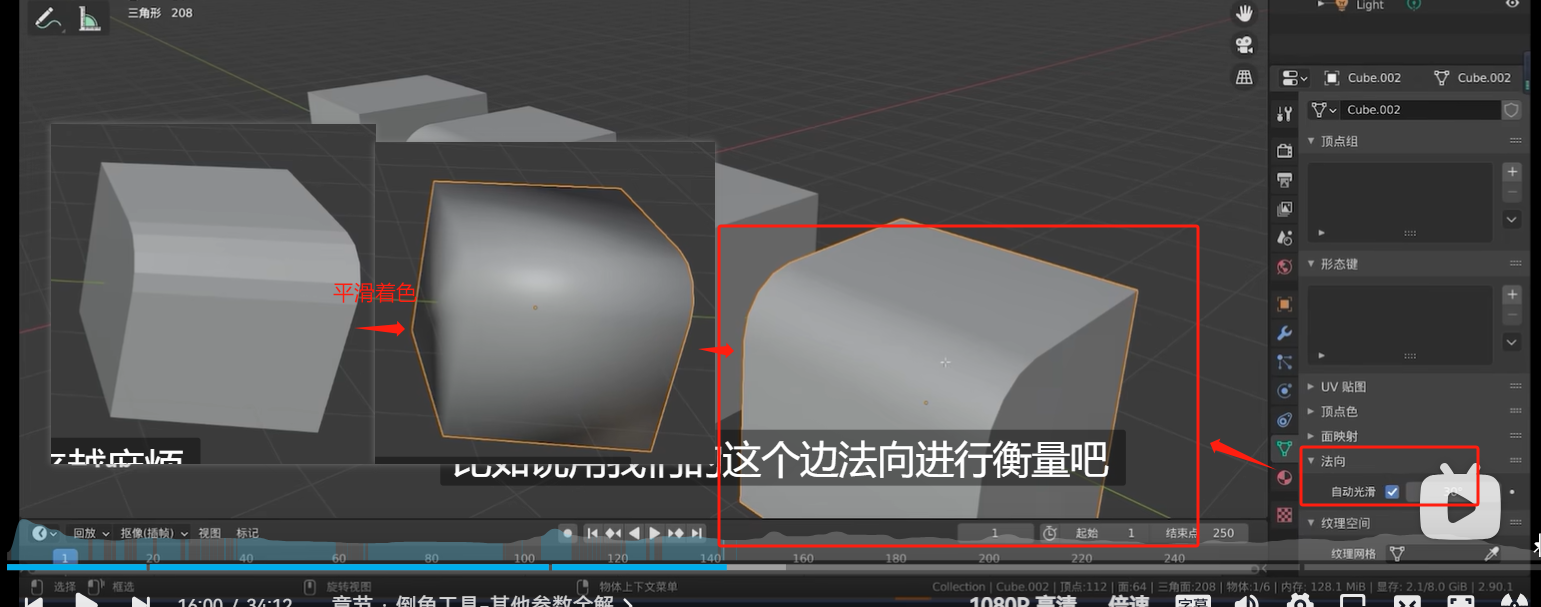 三角形 208
Light
Cube.002
Cube.002
Cube.002
顶点组
形态键
UV 贴图
顶点色
面映射
法向
自动光滑
30°
纹理空间
纹理网格
平滑着色
这个边法向进行衡量吧
回放
抠像(插帧)
视图
标记
1
起始
1
结束点
250
1
20
40
60
80
100
120
140
160
180
200
220
240
选择
框选
旋转视图
物体上下文菜单
Collection | Cube.002 | 顶点:112 | 面:64 | 三角面:208 | 物体:1/6 | 内存: 128.1 MiB | 显存: 2.1/8.0 GiB | 2.90.1
16:00 / 34:12
章节 · 倒角工具-其他参数全解
1080P 高清
倍速
字幕